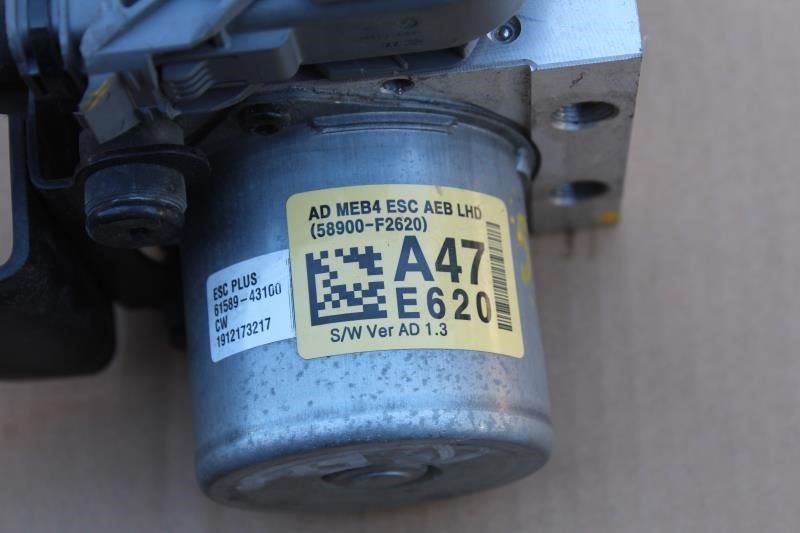 AD MEB4 ESC AEB LHD
(58900-F2620)
A47
E620
S/W Ver AD 1.3
ESC PLUS
61589-43100
CW
1912173217